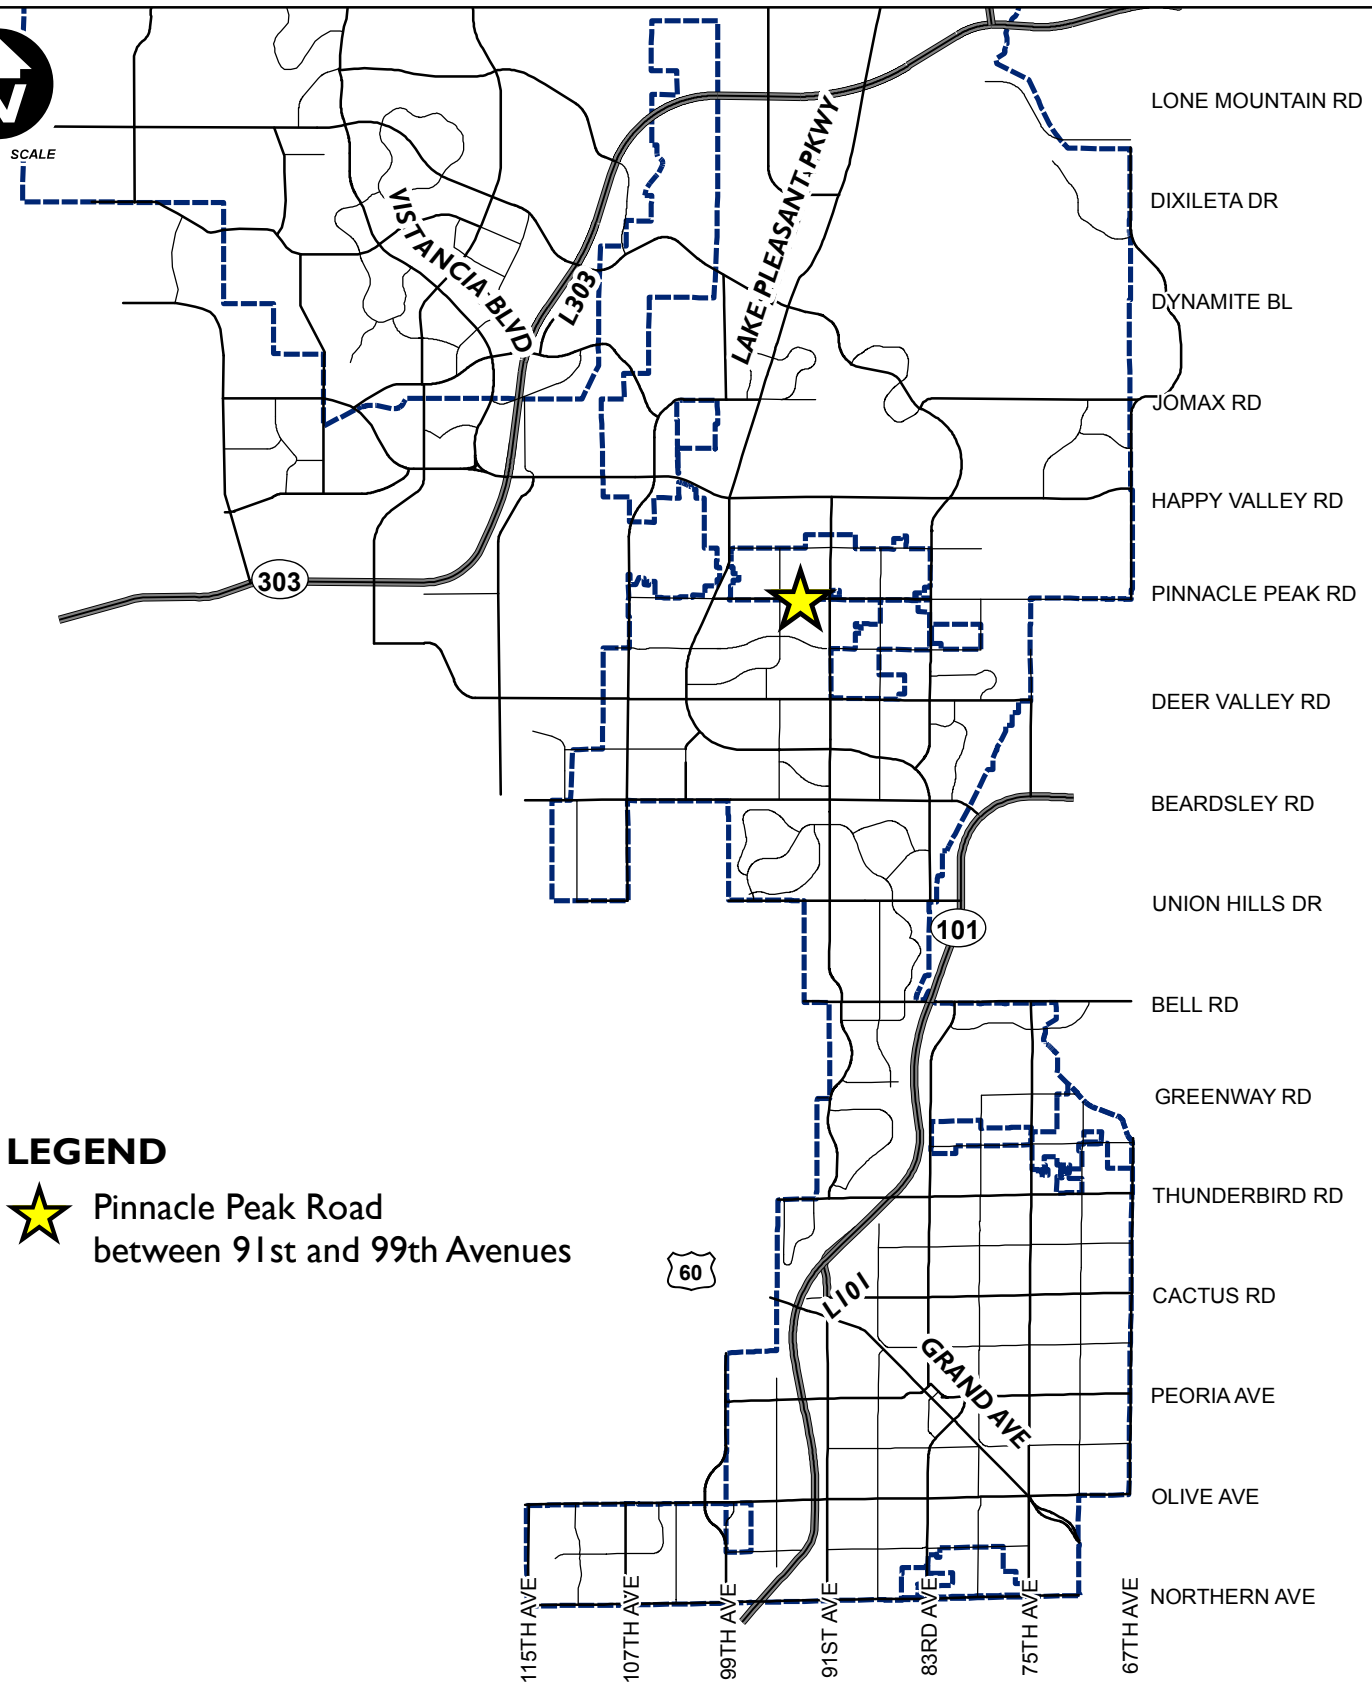 N
SCALE
LONE MOUNTAIN RD
DIXILETA DR
DYNAMITE BL
JOMAX RD
HAPPY VALLEY RD
PINNACLE PEAK RD
DEER VALLEY RD
BEARDSLEY RD
UNION HILLS DR
BELL RD
GREENWAY RD
THUNDERBIRD RD
CACTUS RD
PEORIA AVE
OLIVE AVE
NORTHERN AVE
VISTANCIA BLVD
L303
LAKE PLEASANT PKWY
303
101
LEGEND
Pinnacle Peak Road
between 91st and 99th Avenues
60
L101
GRAND AVE
115TH AVE
107TH AVE
99TH AVE
91ST AVE
83RD AVE
75TH AVE
67TH AVE